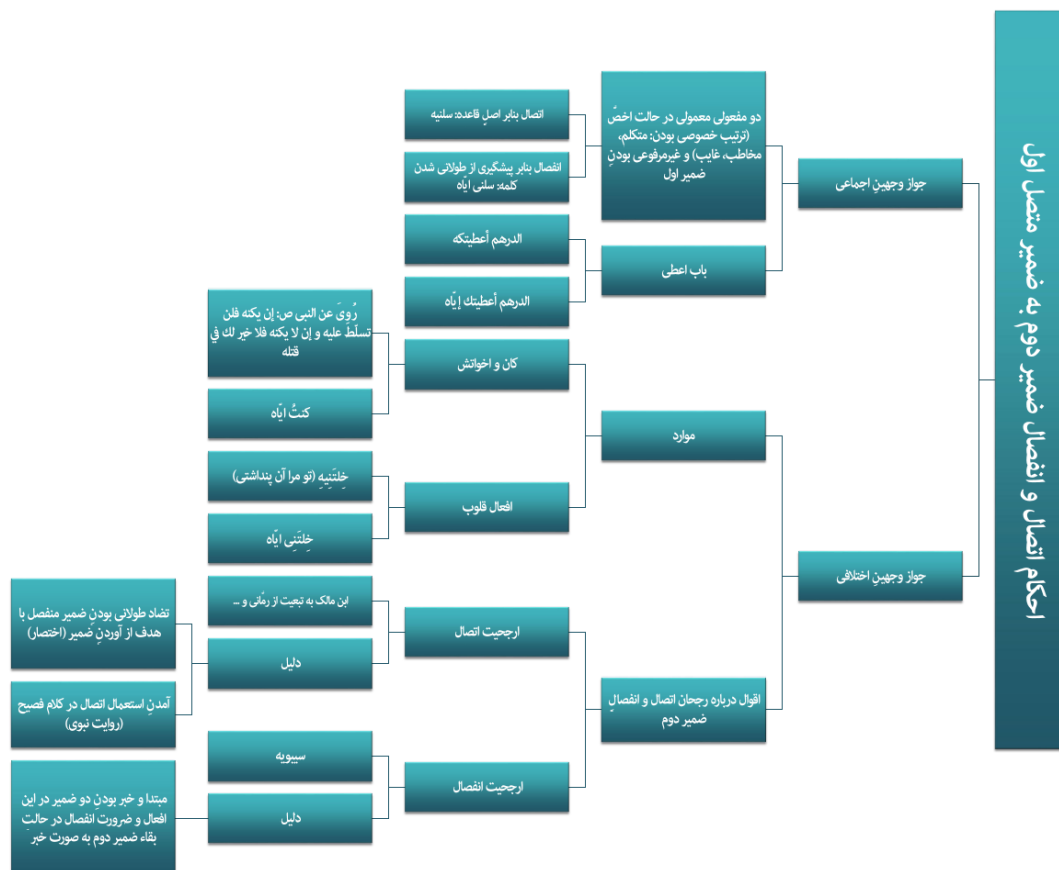 احکام اتصال و انفصال ضمیر دوم به ضمیر متصل اول
جواز وجهینِ اجماعی
دو مفعولی معمولی در حالت اخصّ
(ترتیب خصوصی بودن: متکلم،
مخاطب، غایب) و غیرمرفوعی بودنِ
ضمیر اول
اتصال بنابر اصلِ قاعده: سلنیه
انفصال بنابر پیشگیری از طولانی شدن
کلمه: سلنی ایّاه
باب اعطی
الدرهم أعطیتکه
الدرهم أعطیتك إیّاه
جواز وجهینِ اختلافی
موارد
کان و اخواتش
رُوِیَ عن النبی ص: إن یکنه فلن
تسلّط علیه و إن لا یکنه فلا خیر لك في
قتله
کنتُ ایّاه
افعال قلوب
خِلتَنِیهِ (تو مرا آن پنداشتی)
خِلتَنِی ایّاه
اقوال درباره رجحان اتصال و انفصالِ
ضمیر دوم
ارجحیت اتصال
ابن مالک به تبعیت از رمّانی و ...
دلیل
تضاد طولانی بودنِ ضمیر منفصل با
هدف از آوردنِ ضمیر (اختصار)
آمدنِ استعمال اتصال در کلام فصیح
(روایت نبوی)
ارجحیت انفصال
سیبویه
دلیل
مبتدا و خبر بودنِ دو ضمیر در این
افعال و ضرورت انفصال در حالتِ
بقاء ضمیر دوم به صورت خبر